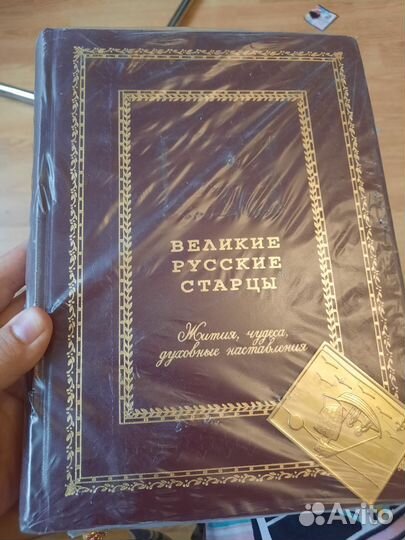 ВЕЛИКИЕ
РУССКИЕ
СТАРЦЫ
Жития, чудеса,
духовные наставления
Avito